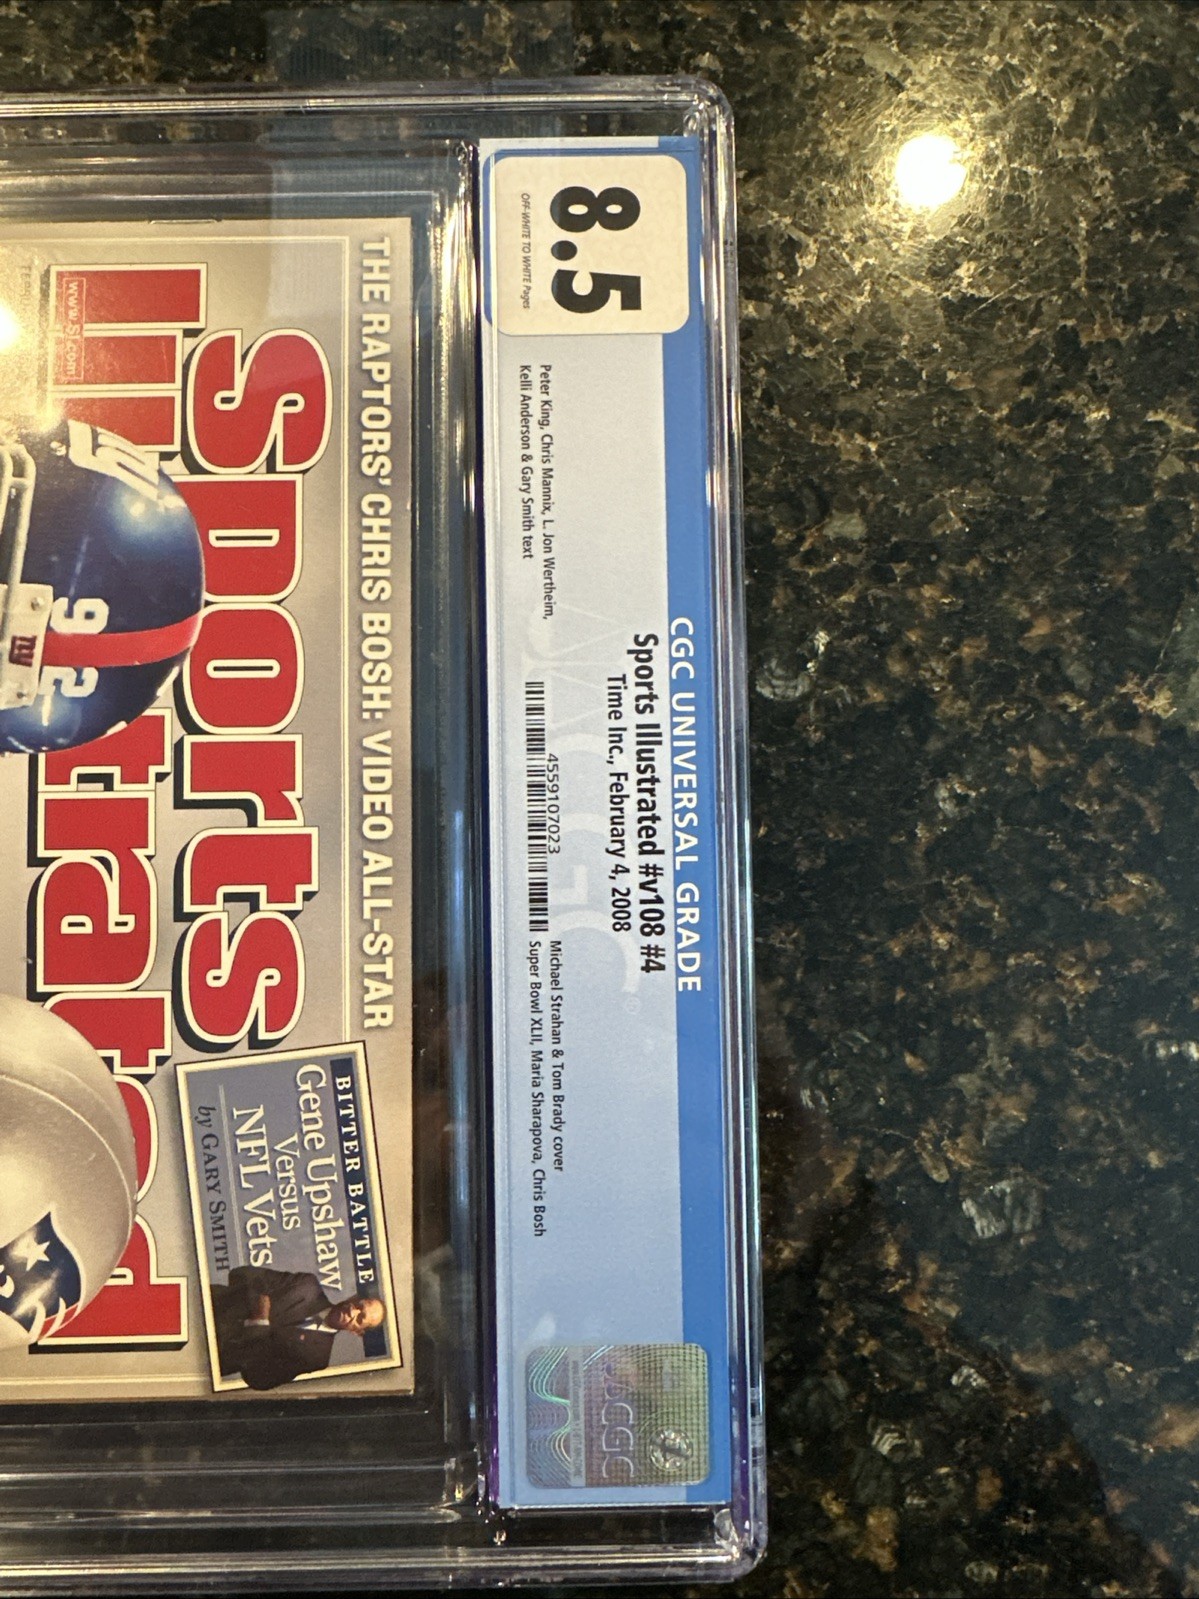 8.5
OFF-WHITE TO WHITE Pages
CGC UNIVERSAL GRADE
Sports Illustrated #v108 #4
Time Inc., February 4, 2008
Peter King, Chris Mannix, L. Jon Wertheim,
Kelli Anderson & Gary Smith text
4559107023
Michael Strahan & Tom Brady cover
Super Bowl XLII, Maria Sharapova, Chris Bosh
CGC
THE RAPTORS' CHRIS BOSH: VIDEO ALL-STAR
Sports
Illustrated
www.SI.com
92
NY
BITTER BATTLE
Gene Upshaw
Versus
NFL Vets
by GARY SMITH